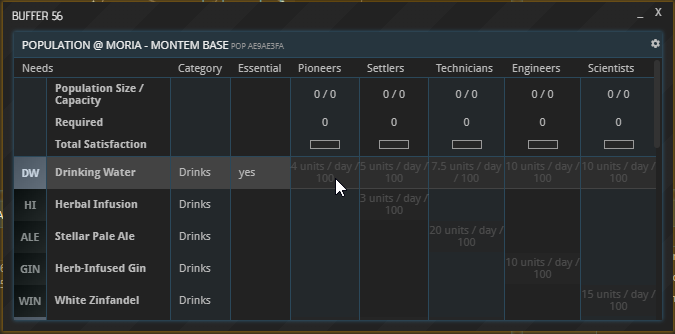 BUFFER 56 _ X
POPULATION @ MORIA - MONTEM BASE POP AE9AE3FA
Needs Category Essential Pioneers Settlers Technicians Engineers Scientists
Population Size / Capacity 0 / 0 0 / 0 0 / 0 0 / 0 0 / 0
Required 0 0 0 0 0
Total Satisfaction
DW Drinking Water Drinks yes 4 units / day / 100 5 units / day / 100 7.5 units / day / 100 10 units / day / 100 10 units / day / 100
HI Herbal Infusion Drinks 3 units / day / 100
ALE Stellar Pale Ale Drinks 20 units / day / 100
GIN Herb-Infused Gin Drinks 10 units / day / 100
WIN White Zinfandel Drinks 15 units / day / 100